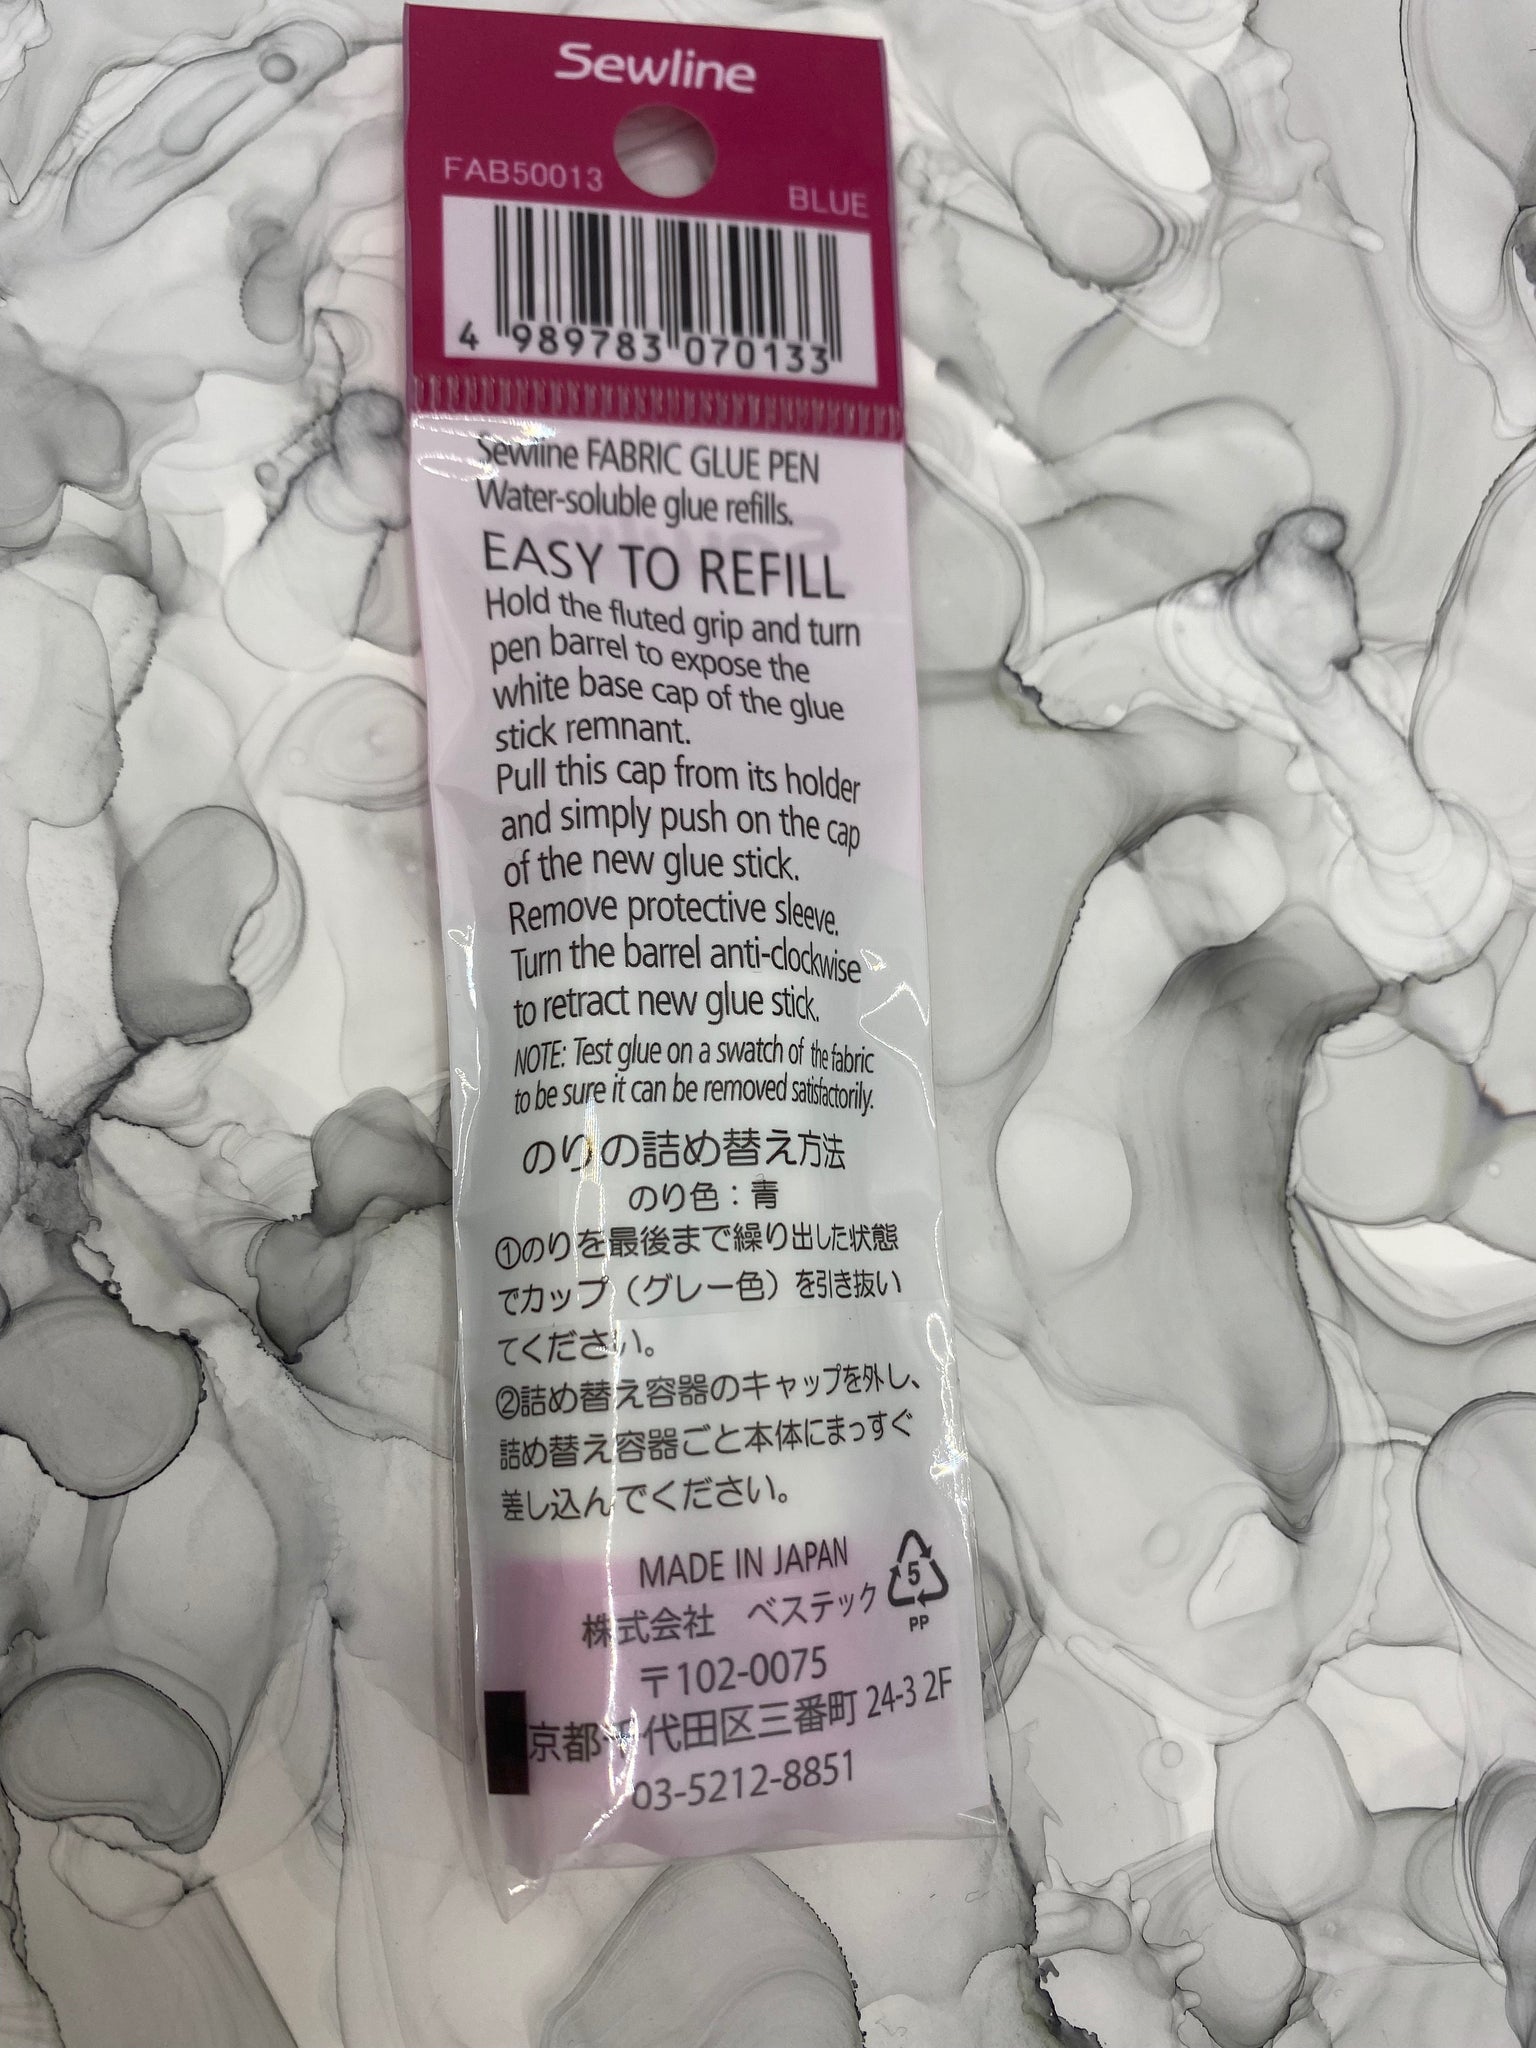 Sewline
FAB50013
BLUE
4 989783 070133
Sewline FABRIC GLUE PEN
Water-soluble glue refills.
EASY TO REFILL
Hold the fluted grip and turn
pen barrel to expose the
white base cap of the glue
stick remnant.
Pull this cap from its holder
and simply push on the cap
of the new glue stick.
Remove protective sleeve.
Turn the barrel anti-clockwise
to retract new glue stick.
NOTE: Test glue on a swatch of the fabric
to be sure it can be removed satisfactorily.
のりの詰め替え方法
のり色：青
①のりを最後まで繰り出した状態
でカップ（グレー色）を引き抜い
てください。
②詰め替え容器のキャップを外し、
詰め替え容器ごと本体にまっすぐ
差し込んでください。
MADE IN JAPAN
5
PP
株式会社 ベステック
〒102-0075
京都千代田区三番町 24-3 2F
03-5212-8851